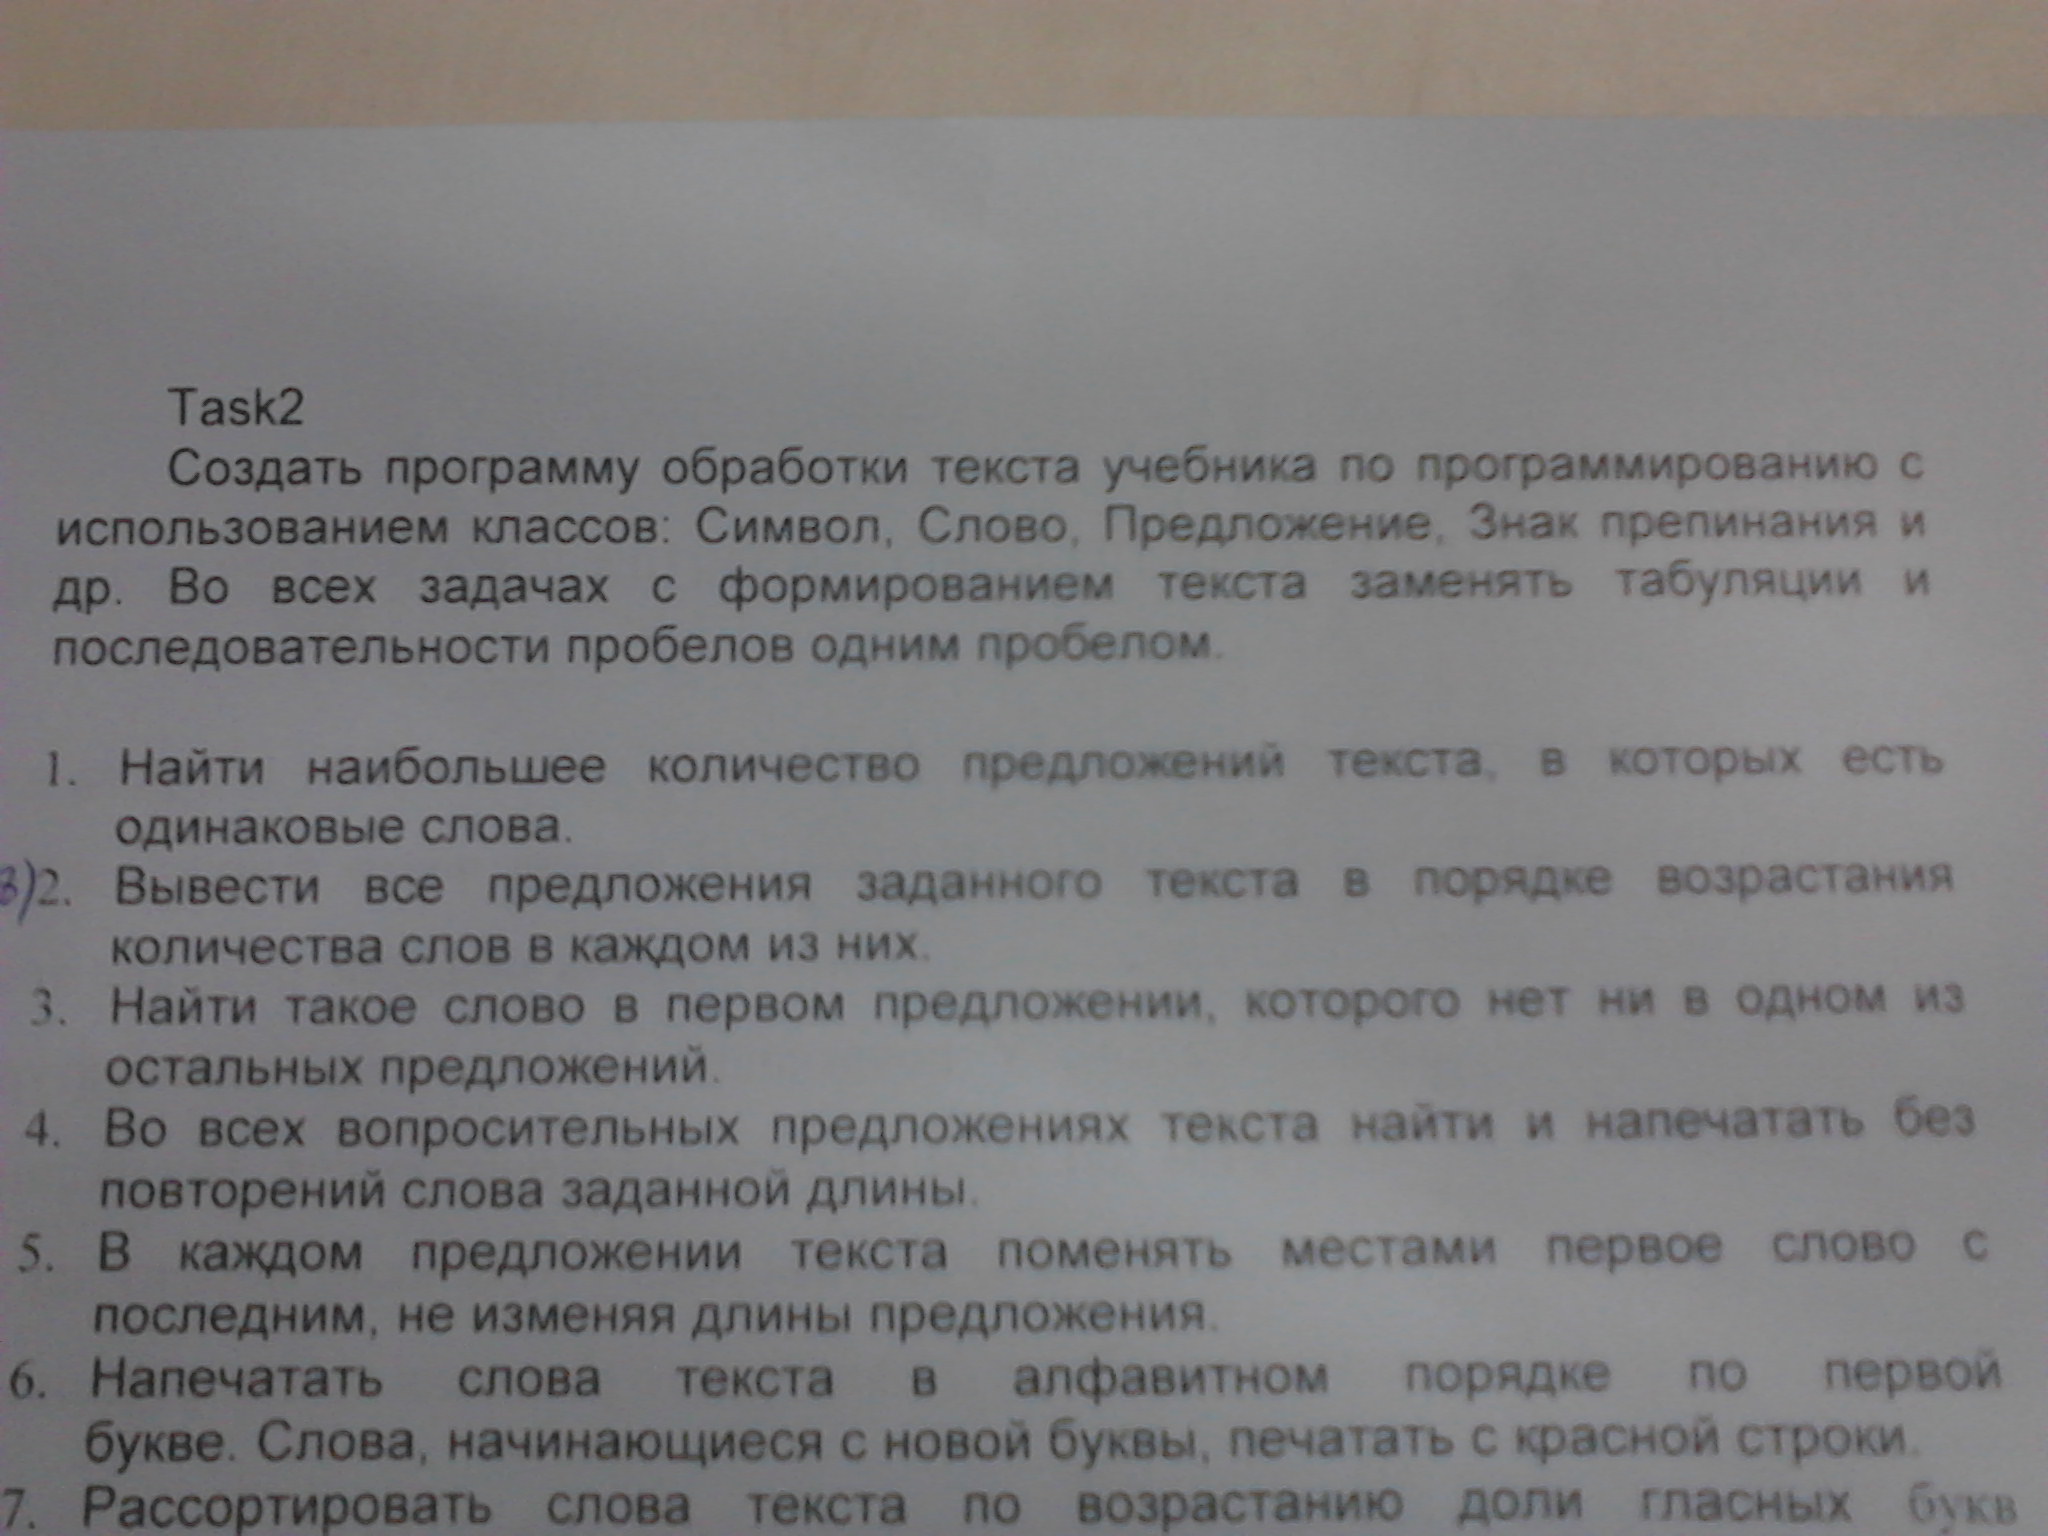 Task2
Создать программу обработки текста учебника по программированию с
использованием классов: Символ, Слово, Предложение, Знак препинания и
др. Во всех задачах с формированием текста заменять табуляции и
последовательности пробелов одним пробелом.
1. Найти наибольшее количество предложений текста, в которых есть
одинаковые слова.
в)2. Вывести все предложения заданного текста в порядке возрастания
количества слов в каждом из них.
3. Найти такое слово в первом предложении, которого нет ни в одном из
остальных предложений.
4. Во всех вопросительных предложениях текста найти и напечатать без
повторений слова заданной длины.
5. В каждом предложении текста поменять местами первое слово с
последним, не изменяя длины предложения.
6. Напечатать слова текста в алфавитном порядке по первой
букве. Слова, начинающиеся с новой буквы, печатать с красной строки.
7. Рассортировать слова текста по возрастанию доли гласных букв